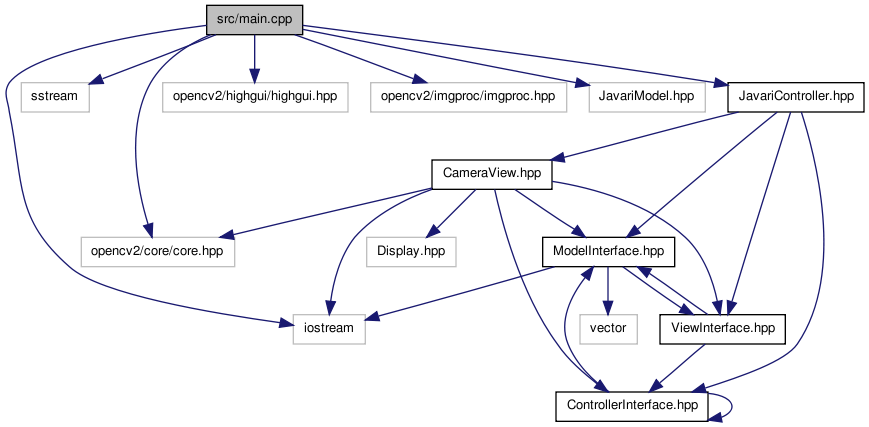 src/main.cpp
sstream
opencv2/highgui/highgui.hpp
opencv2/imgproc/imgproc.hpp
JavariModel.hpp
JavariController.hpp
CameraView.hpp
opencv2/core/core.hpp
Display.hpp
ModelInterface.hpp
iostream
vector
ViewInterface.hpp
ControllerInterface.hpp